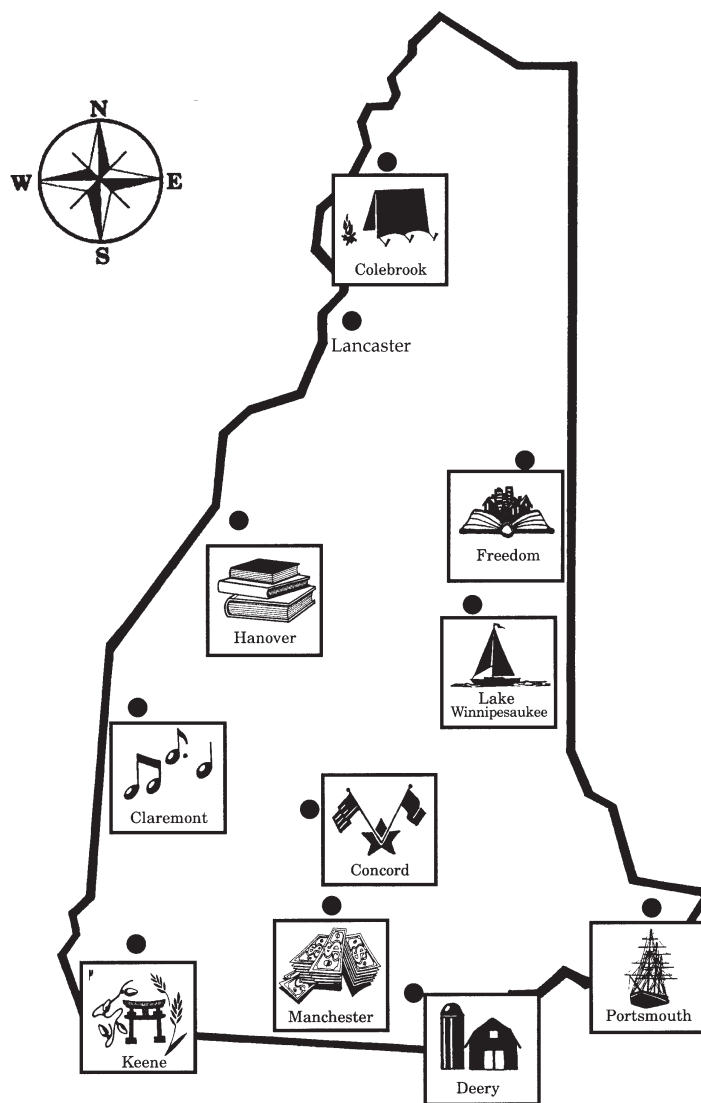 N
W
E
S
Colebrook
Lancaster
Freedom
Hanover
Lake
Winnipesaukee
Claremont
Concord
Manchester
Portsmouth
Keene
Deery